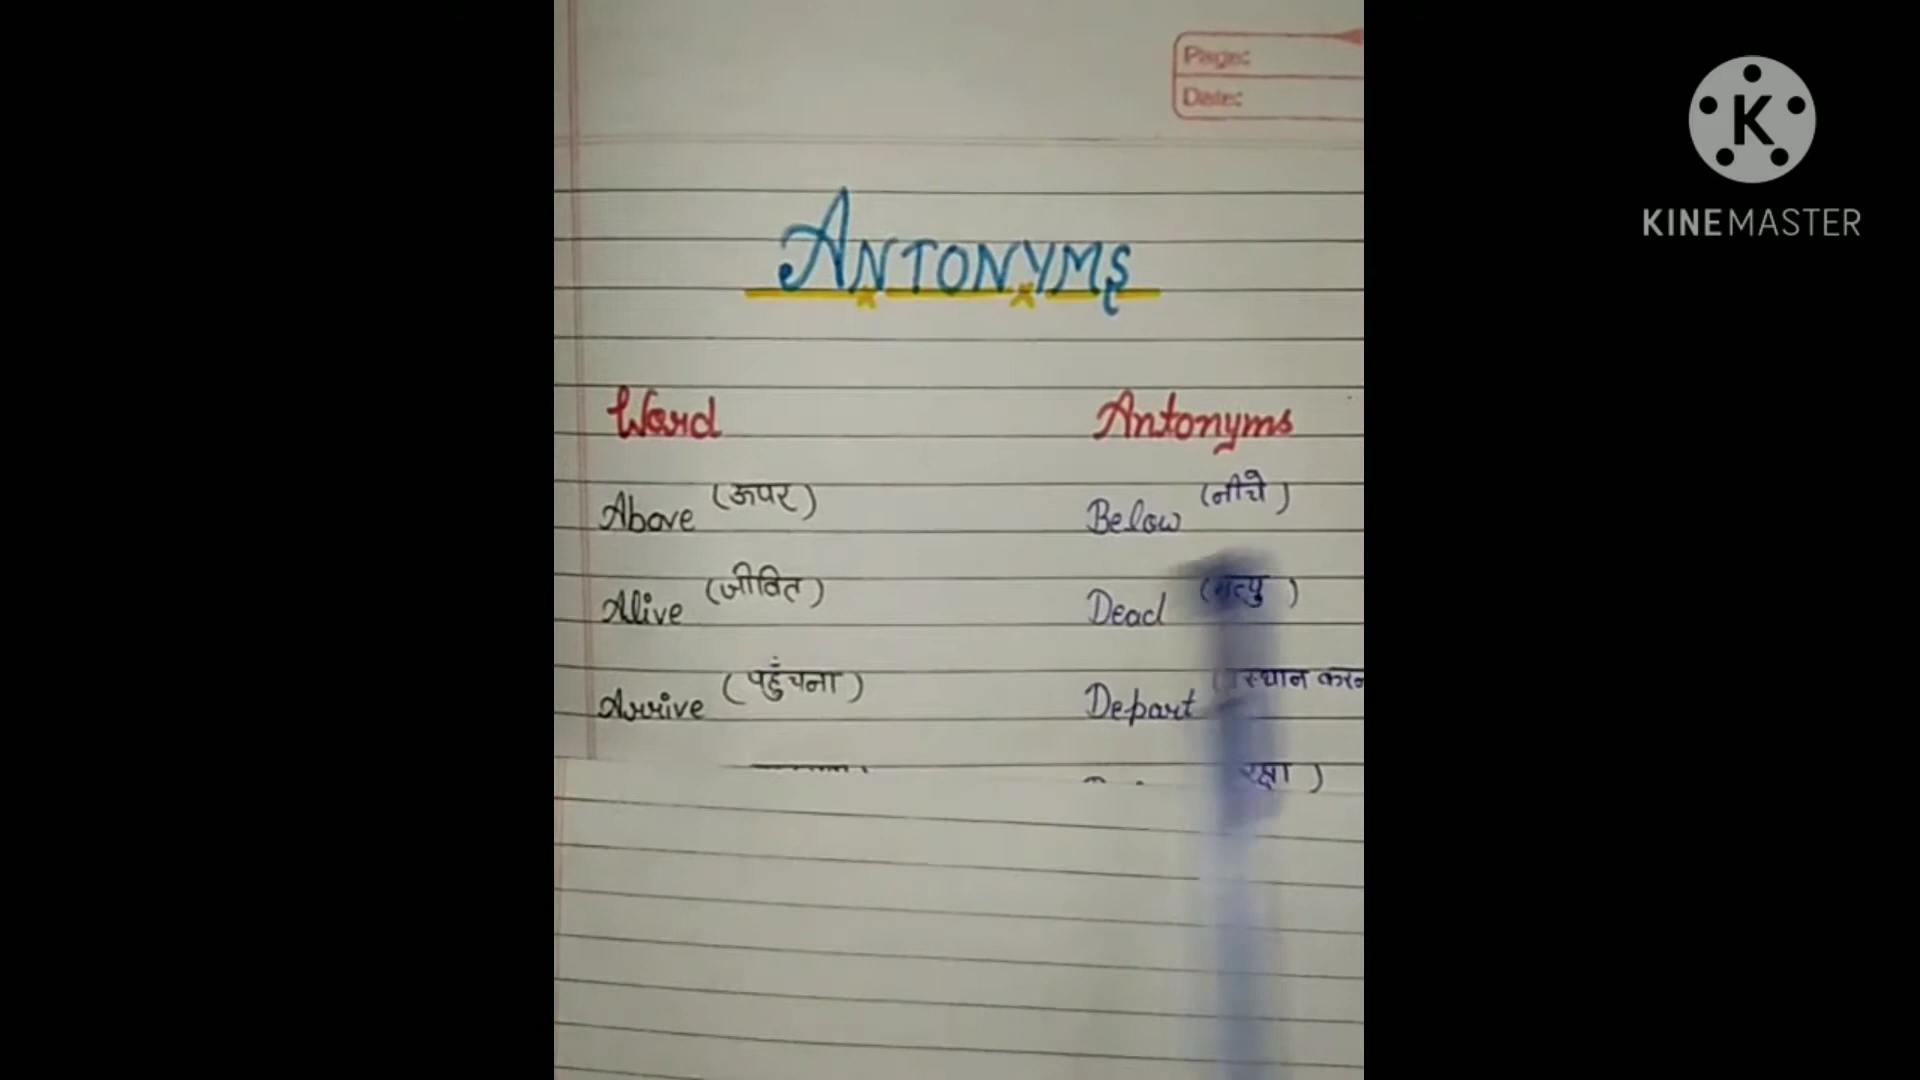 Page:
Date:
K
KINEMASTER
ANTONYMS
Word Antonyms
Above (ऊपर) Below (नीचे)
Alive (जीवित) Dead
Arrive (पहुँचना) Depart